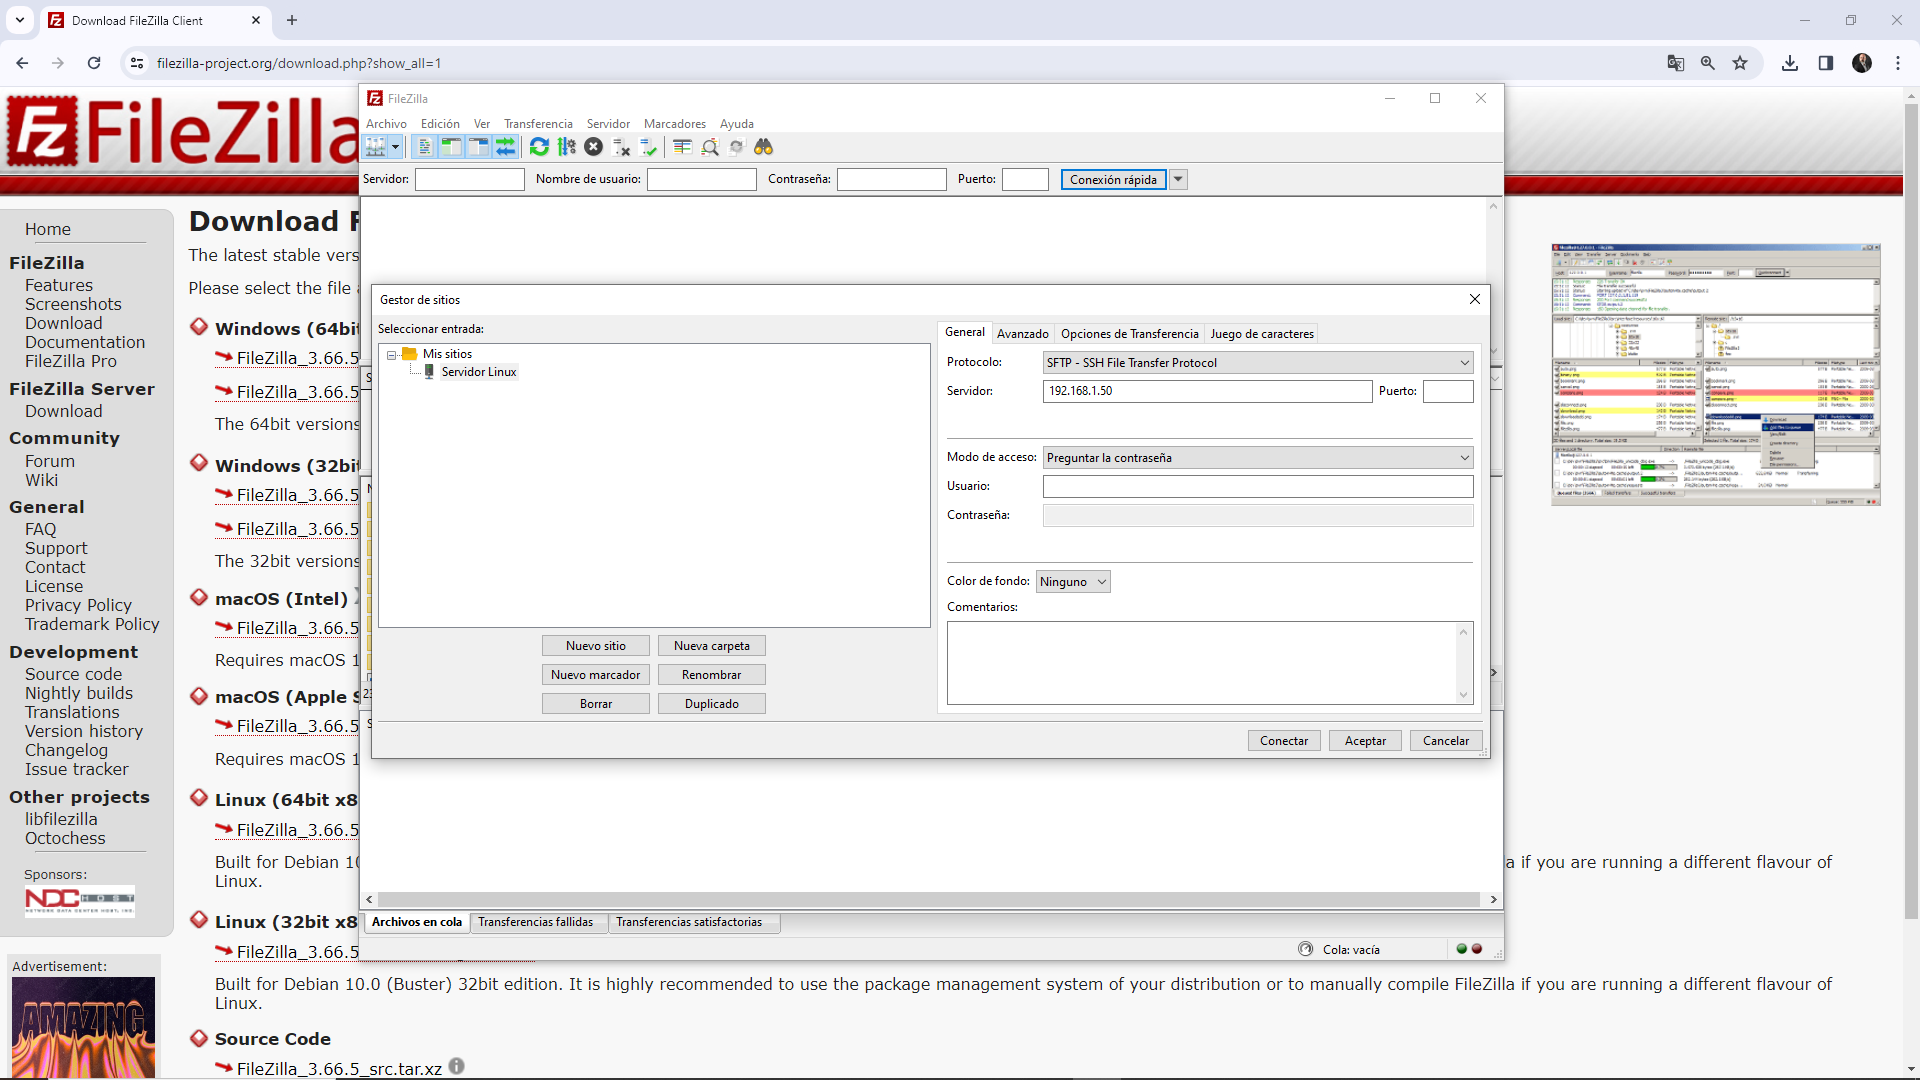 Download FileZilla Client
filezilla-project.org/download.php?show_all=1
FileZilla
Home
FileZilla
Features
Screenshots
Download
Documentation
FileZilla Pro
FileZilla Server
Download
Community
Forum
Wiki
General
FAQ
Support
Contact
License
Privacy Policy
Trademark Policy
Development
Source code
Nightly builds
Translations
Version history
Changelog
Issue tracker
Other projects
libfilezilla
Octochess
Sponsors:
NDC HOST
NETWORK DATA CENTER HOST, INC.
Advertisement:
AMAZING
Download F
The latest stable vers
Please select the file
Windows (64bit
FileZilla_3.66.5
FileZilla_3.66.5
The 64bit versions
Windows (32bit
FileZilla_3.66.5
FileZilla_3.66.5
The 32bit versions
macOS (Intel)
FileZilla_3.66.5
Requires macOS 1
macOS (Apple S
FileZilla_3.66.5
Requires macOS 1
Linux (64bit x8
FileZilla_3.66.5
Built for Debian 10
a if you are running a different flavour of
Linux.
Linux (32bit x8
FileZilla_3.66.5
Built for Debian 10.0 (Buster) 32bit edition. It is highly recommended to use the package management system of your distribution or to manually compile FileZilla if you are running a different flavour of
Linux.
Source Code
FileZilla_3.66.5_src.tar.xz
FileZilla
Archivo Edición Ver Transferencia Servidor Marcadores Ayuda
Servidor: Nombre de usuario: Contraseña: Puerto: Conexión rápida
Gestor de sitios
Seleccionar entrada:
Mis sitios
Servidor Linux
Nuevo sitio Nueva carpeta
Nuevo marcador Renombrar
Borrar Duplicado
General Avanzado Opciones de Transferencia Juego de caracteres
Protocolo: SFTP - SSH File Transfer Protocol
Servidor: 192.168.1.50 Puerto:
Modo de acceso: Preguntar la contraseña
Usuario:
Contraseña:
Color de fondo: Ninguno
Comentarios:
Conectar Aceptar Cancelar
Archivos en cola Transferencias fallidas Transferencias satisfactorias
Cola: vacía